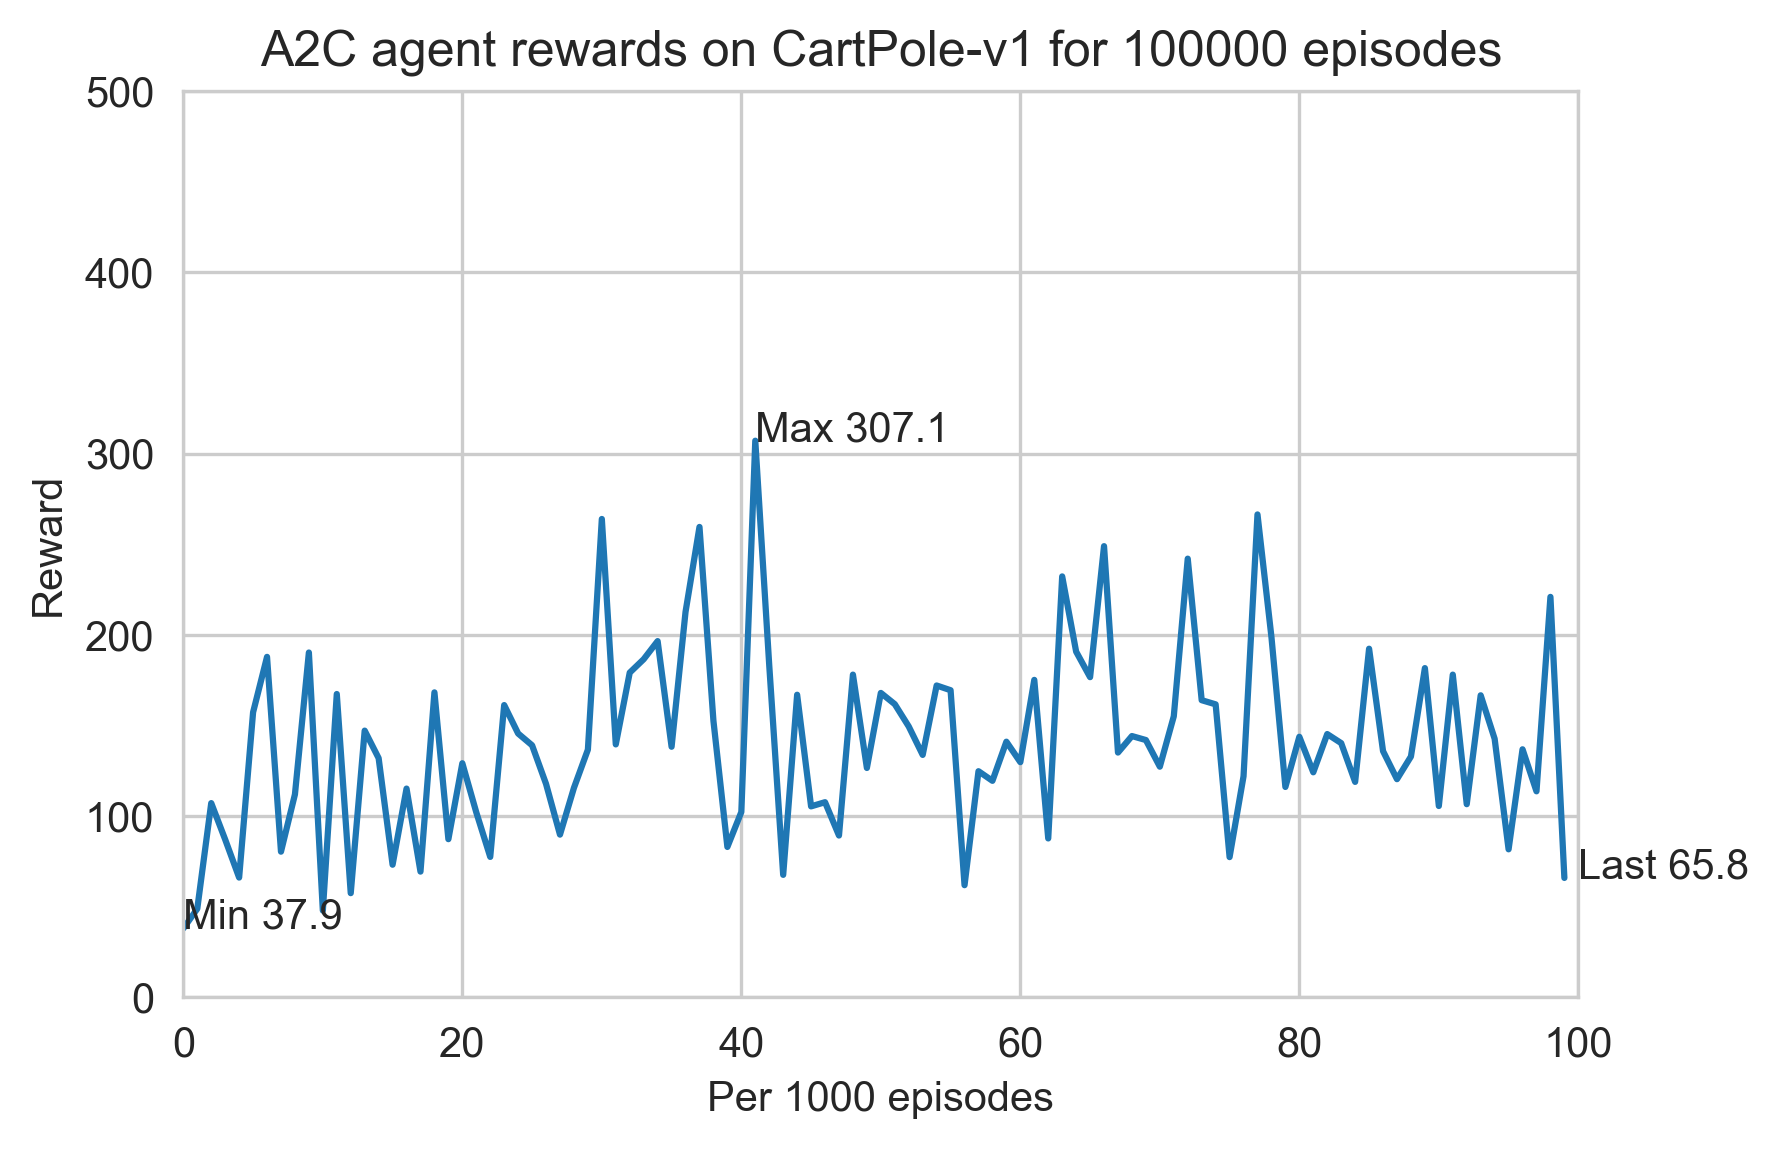 A2C agent rewards on CartPole-v1 for 100000 episodes
500
400
300
200
100
0
Reward
Max 307.1
Min 37.9
Last 65.8
0 20 40 60 80 100
Per 1000 episodes